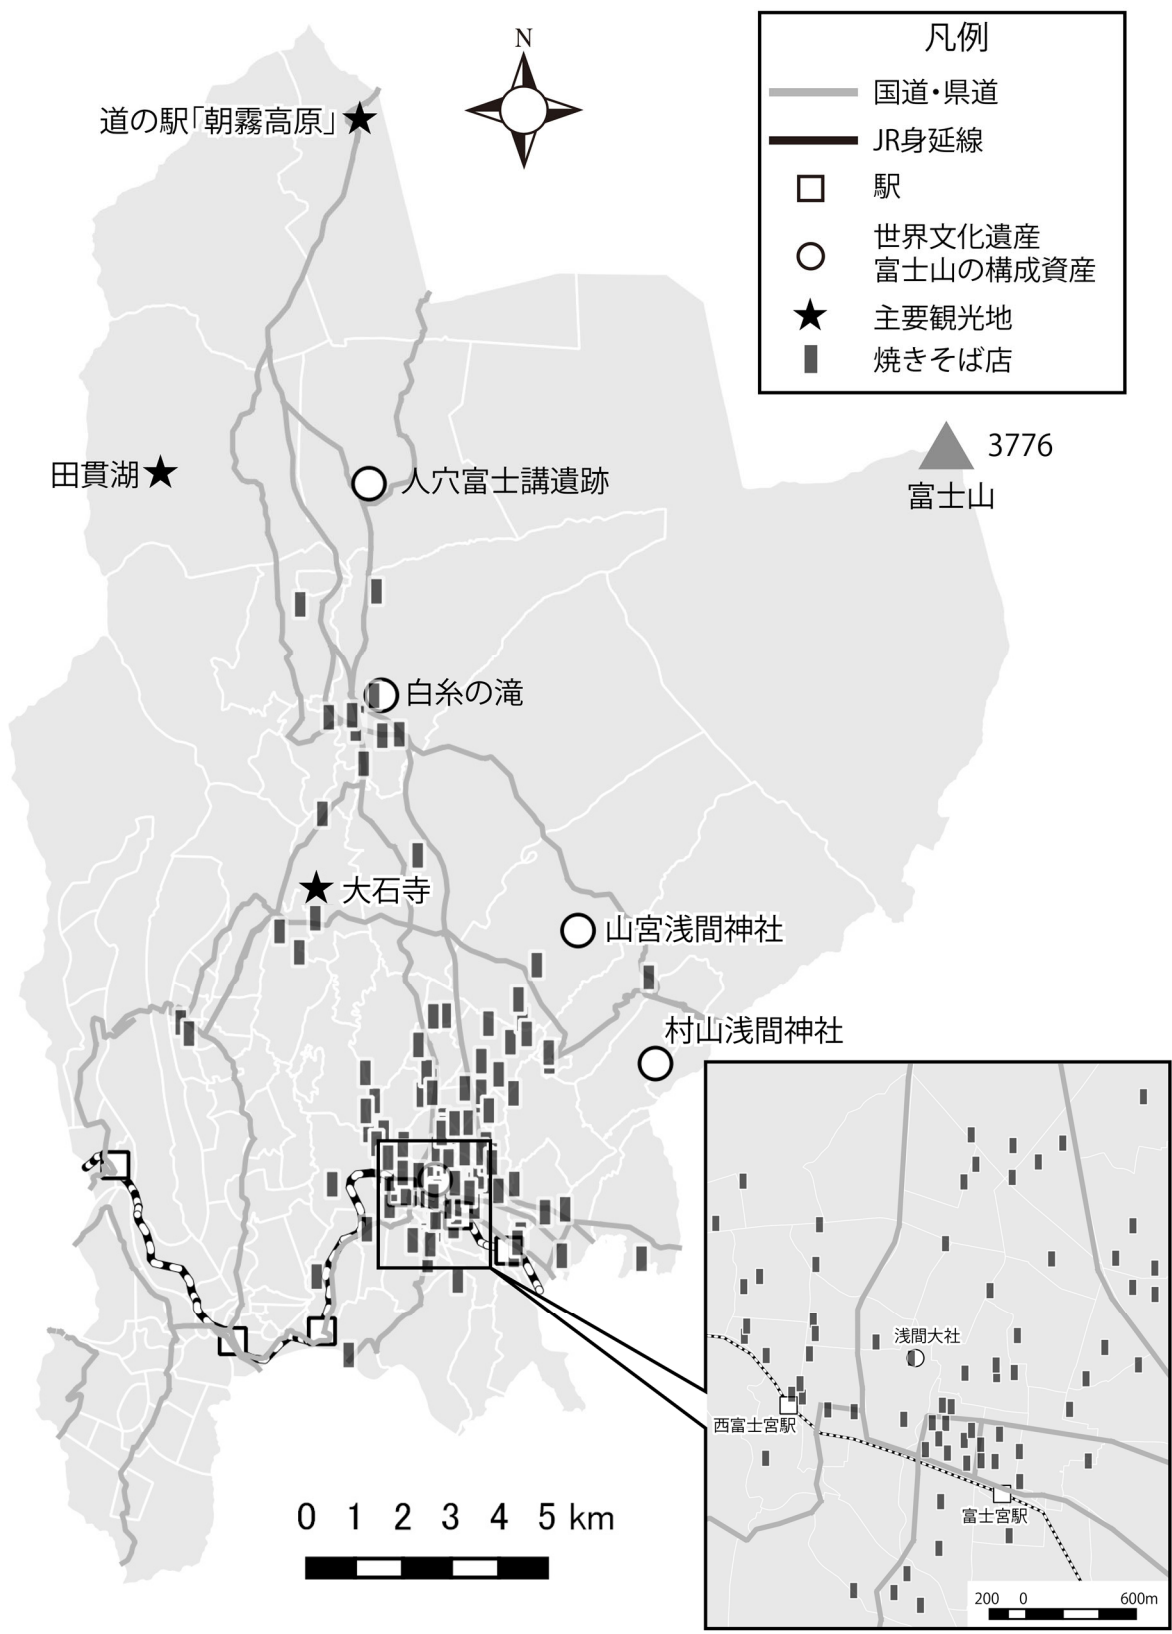 N
凡例
国道・県道
JR身延線
駅
世界文化遺産
富士山の構成資産
主要観光地
焼きそば店
道の駅「朝霧高原」
3776
富士山
田貫湖
人穴富士講遺跡
白糸の滝
大石寺
山宮浅間神社
村山浅間神社
浅間大社
西富士宮駅
富士宮駅
200 0 600m
0 1 2 3 4 5 km